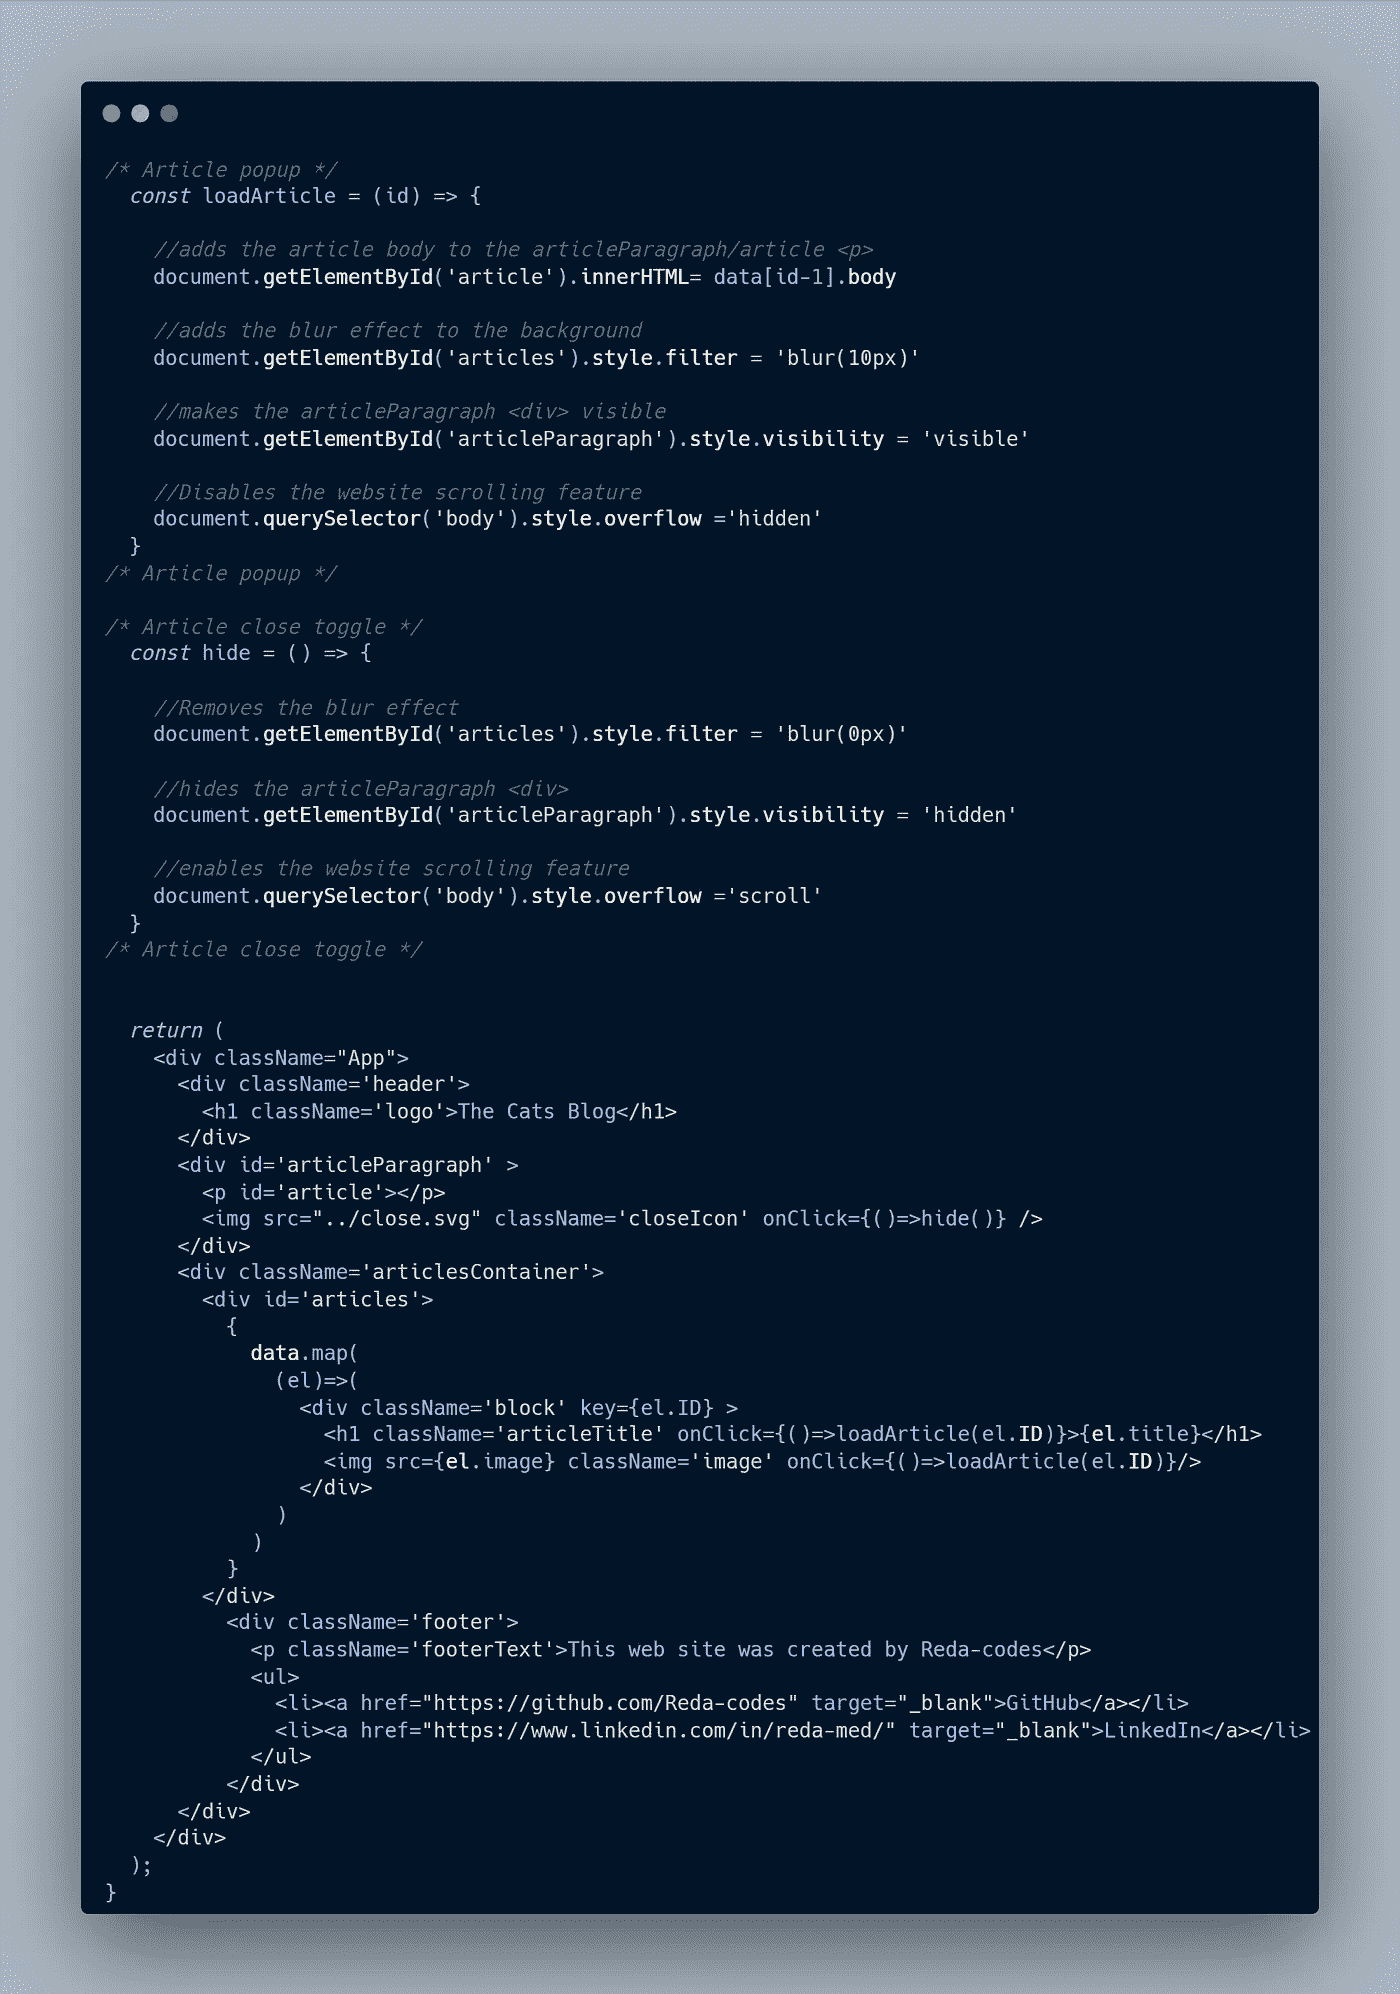 /* Article popup */
  const loadArticle = (id) => {

    //adds the article body to the articleParagraph/article <p>
    document.getElementById('article').innerHTML= data[id-1].body

    //adds the blur effect to the background
    document.getElementById('articles').style.filter = 'blur(10px)'

    //makes the articleParagraph <div> visible
    document.getElementById('articleParagraph').style.visibility = 'visible'

    //Disables the website scrolling feature
    document.querySelector('body').style.overflow ='hidden'
  }
/* Article popup */

/* Article close toggle */
  const hide = () => {

    //Removes the blur effect
    document.getElementById('articles').style.filter = 'blur(0px)'

    //hides the articleParagraph <div>
    document.getElementById('articleParagraph').style.visibility = 'hidden'

    //enables the website scrolling feature
    document.querySelector('body').style.overflow ='scroll'
  }
/* Article close toggle */


  return (
    <div className="App">
      <div className='header'>
        <h1 className='logo'>The Cats Blog</h1>
      </div>
      <div id='articleParagraph' >
        <p id='article'></p>
        <img src="../close.svg" className='closeIcon' onClick={()=>hide()} />
      </div>
      <div className='articlesContainer'>
        <div id='articles'>
          {
            data.map(
              (el)=>(
                <div className='block' key={el.ID} >
                  <h1 className='articleTitle' onClick={()=>loadArticle(el.ID)}>{el.title}</h1>
                  <img src={el.image} className='image' onClick={()=>loadArticle(el.ID)}/>
                </div>
              )
            )
          }
        </div>
          <div className='footer'>
            <p className='footerText'>This web site was created by Reda-codes</p>
            <ul>
              <li><a href="https://github.com/Reda-codes" target="_blank">GitHub</a></li>
              <li><a href="https://www.linkedin.com/in/reda-med/" target="_blank">LinkedIn</a></li>
            </ul>
          </div>
      </div>
    </div>
  );
}